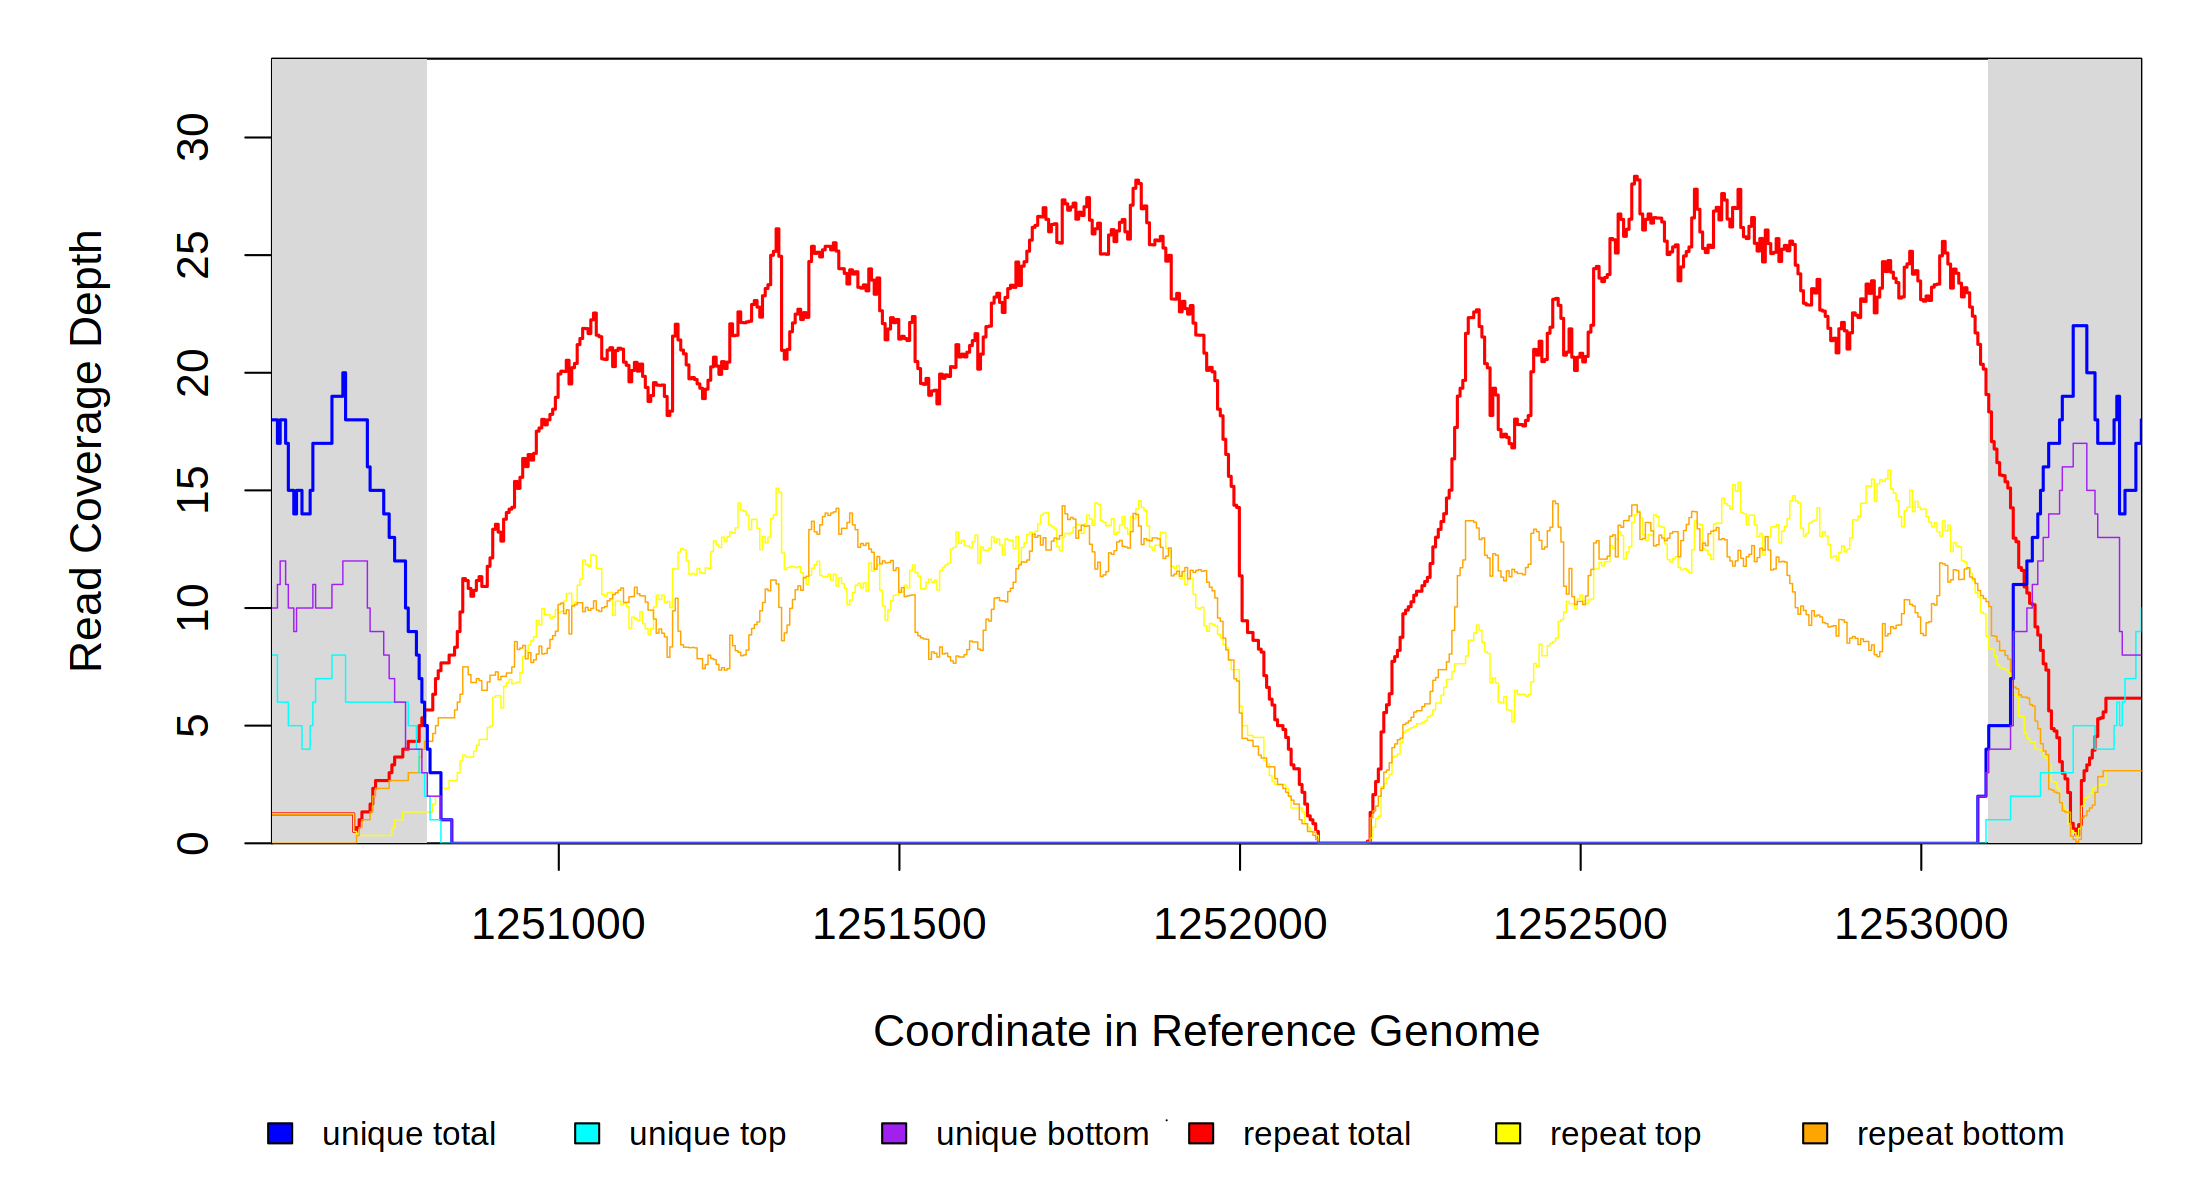 Read Coverage Depth
30
25
20
15
10
5
0
1251000 1251500 1252000 1252500 1253000
Coordinate in Reference Genome
unique total unique top unique bottom repeat total repeat top repeat bottom